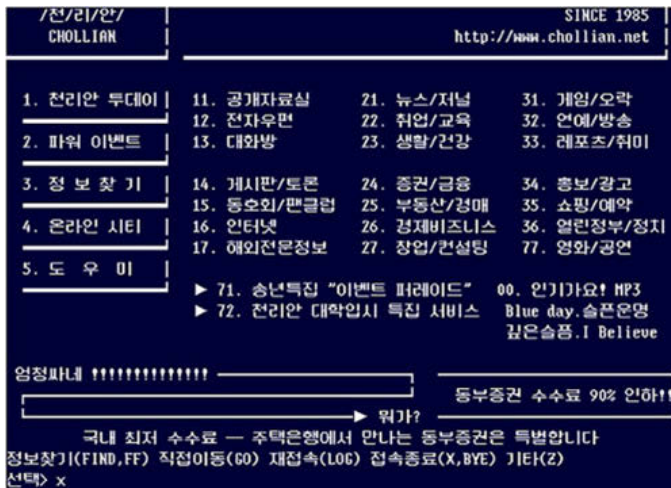 /천/리/안/ SINCE 1985
CHOLLIAN http://www.chollian.net
1. 천리안 투데이 11. 공개자료실 21. 뉴스/저널 31. 게임/오락
12. 전자우편 22. 취업/교육 32. 연예/방송
2. 파워 이벤트 13. 대화방 23. 생활/건강 33. 레포츠/취미
3. 정 보 찾 기 14. 게시판/토론 24. 증권/금융 34. 홍보/광고
15. 동호회/팬클럽 25. 부동산/경매 35. 쇼핑/예약
4. 온라인 시티 16. 인터넷 26. 경제비즈니스 36. 열린정부/정치
17. 해외전문정보 27. 창업/컨설팅 77. 영화/공연
5. 도 우 미
▶ 71. 송년특집 "이벤트 퍼레이드" 00. 인기가요! MP3
▶ 72. 천리안 대학입시 특집 서비스 Blue day.슬픈운명
깊은슬픔.I Believe
엄청싸네 !!!!!!!!!!!!!!!
동부증권 수수료 90% 인하!!
▶ 뭐가?
국내 최저 수수료 — 주택은행에서 만나는 동부증권은 특별합니다
정보찾기(FIND,FF) 직접이동(GO) 재접속(LOG) 접속종료(X,BYE) 기타(Z)
선택> x